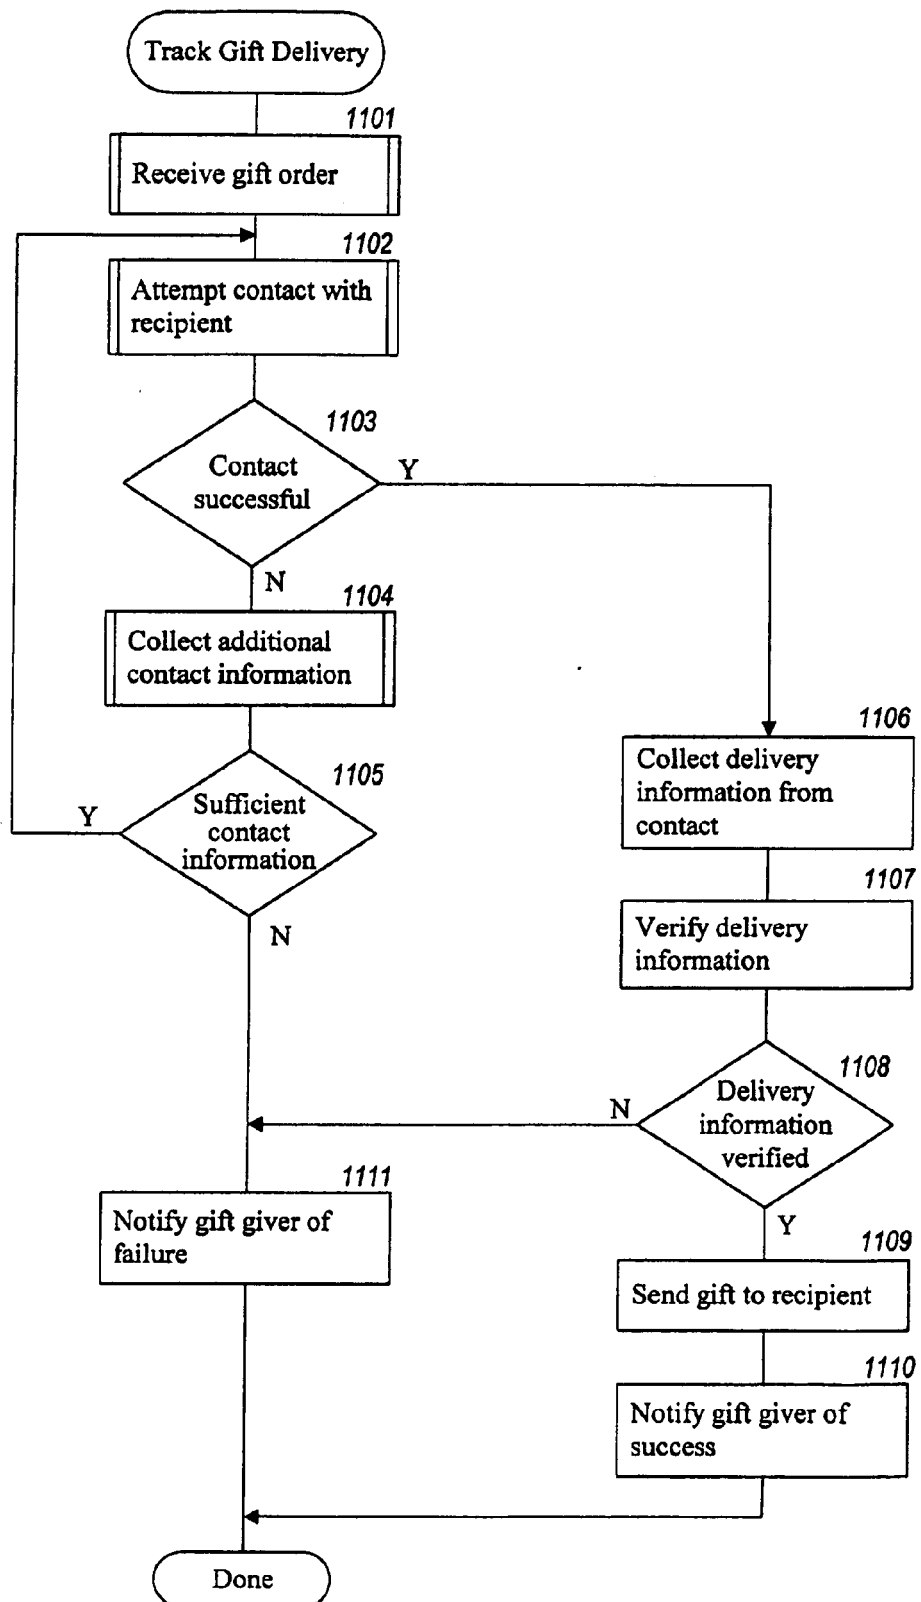 Track Gift Delivery
1101
Receive gift order
1102
Attempt contact with
recipient
1103
Contact
successful
Y
N
1104
Collect additional
contact information
1105
Sufficient
contact
information
Y
N
1106
Collect delivery
information from
contact
1107
Verify delivery
information
1108
Delivery
information
verified
N
Y
1109
Send gift to recipient
1110
Notify gift giver of
success
1111
Notify gift giver of
failure
Done